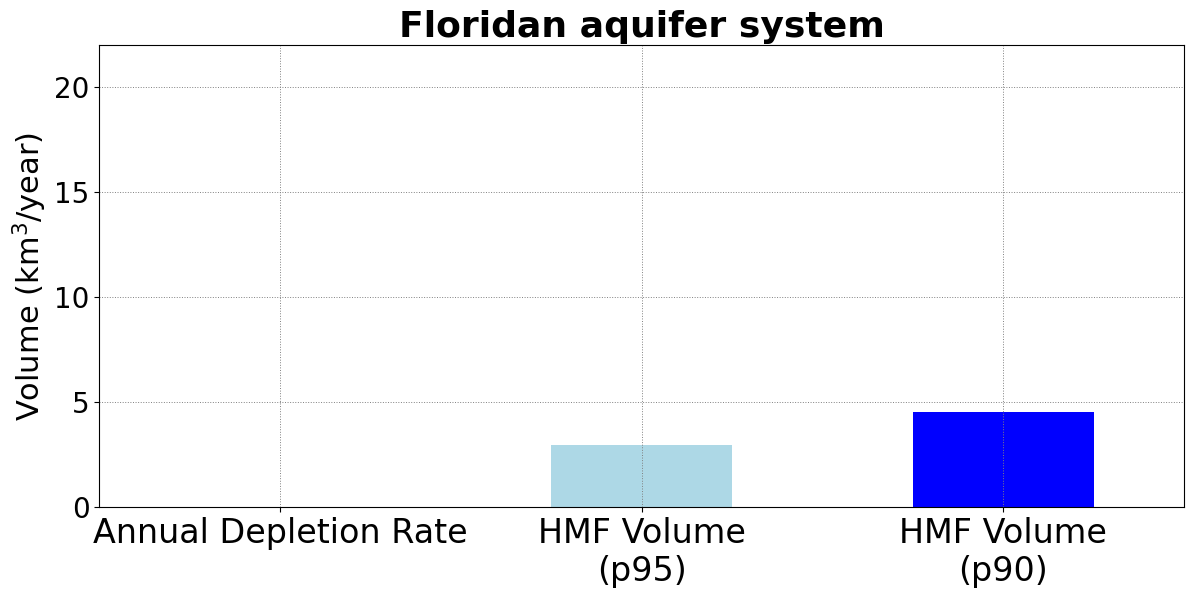 Floridan aquifer system
Volume (km³/year)
20
15
10
5
0
Annual Depletion Rate
HMF Volume
(p95)
HMF Volume
(p90)